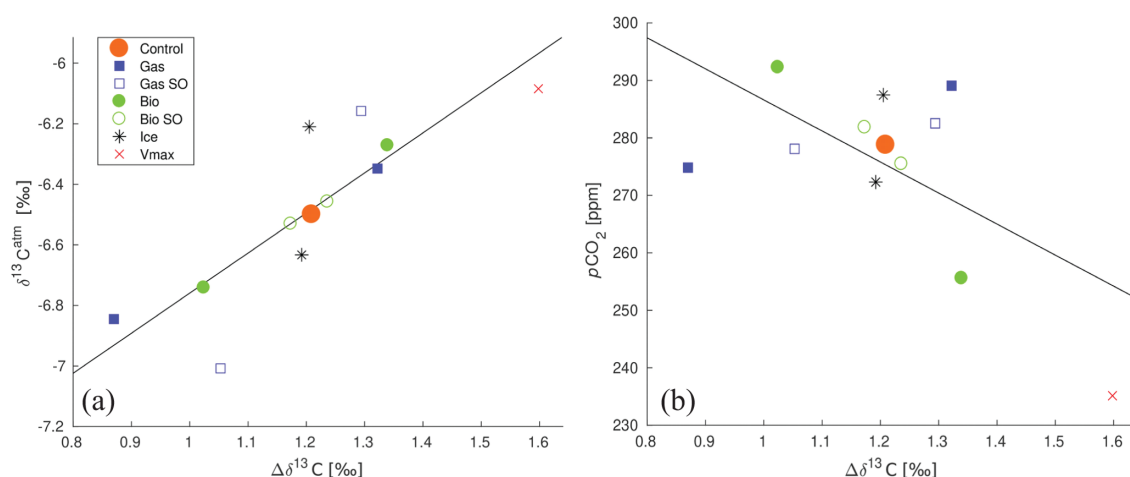 Control
Gas
Gas SO
Bio
Bio SO
Ice
Vmax
-6
-6.2
-6.4
-6.6
-6.8
-7
-7.2
δ¹³C^atm [‰]
(a)
0.8 0.9 1 1.1 1.2 1.3 1.4 1.5 1.6
Δδ¹³C [‰]
300
290
280
270
260
250
240
230
pCO₂ [ppm]
(b)
0.8 0.9 1 1.1 1.2 1.3 1.4 1.5 1.6
Δδ¹³C [‰]